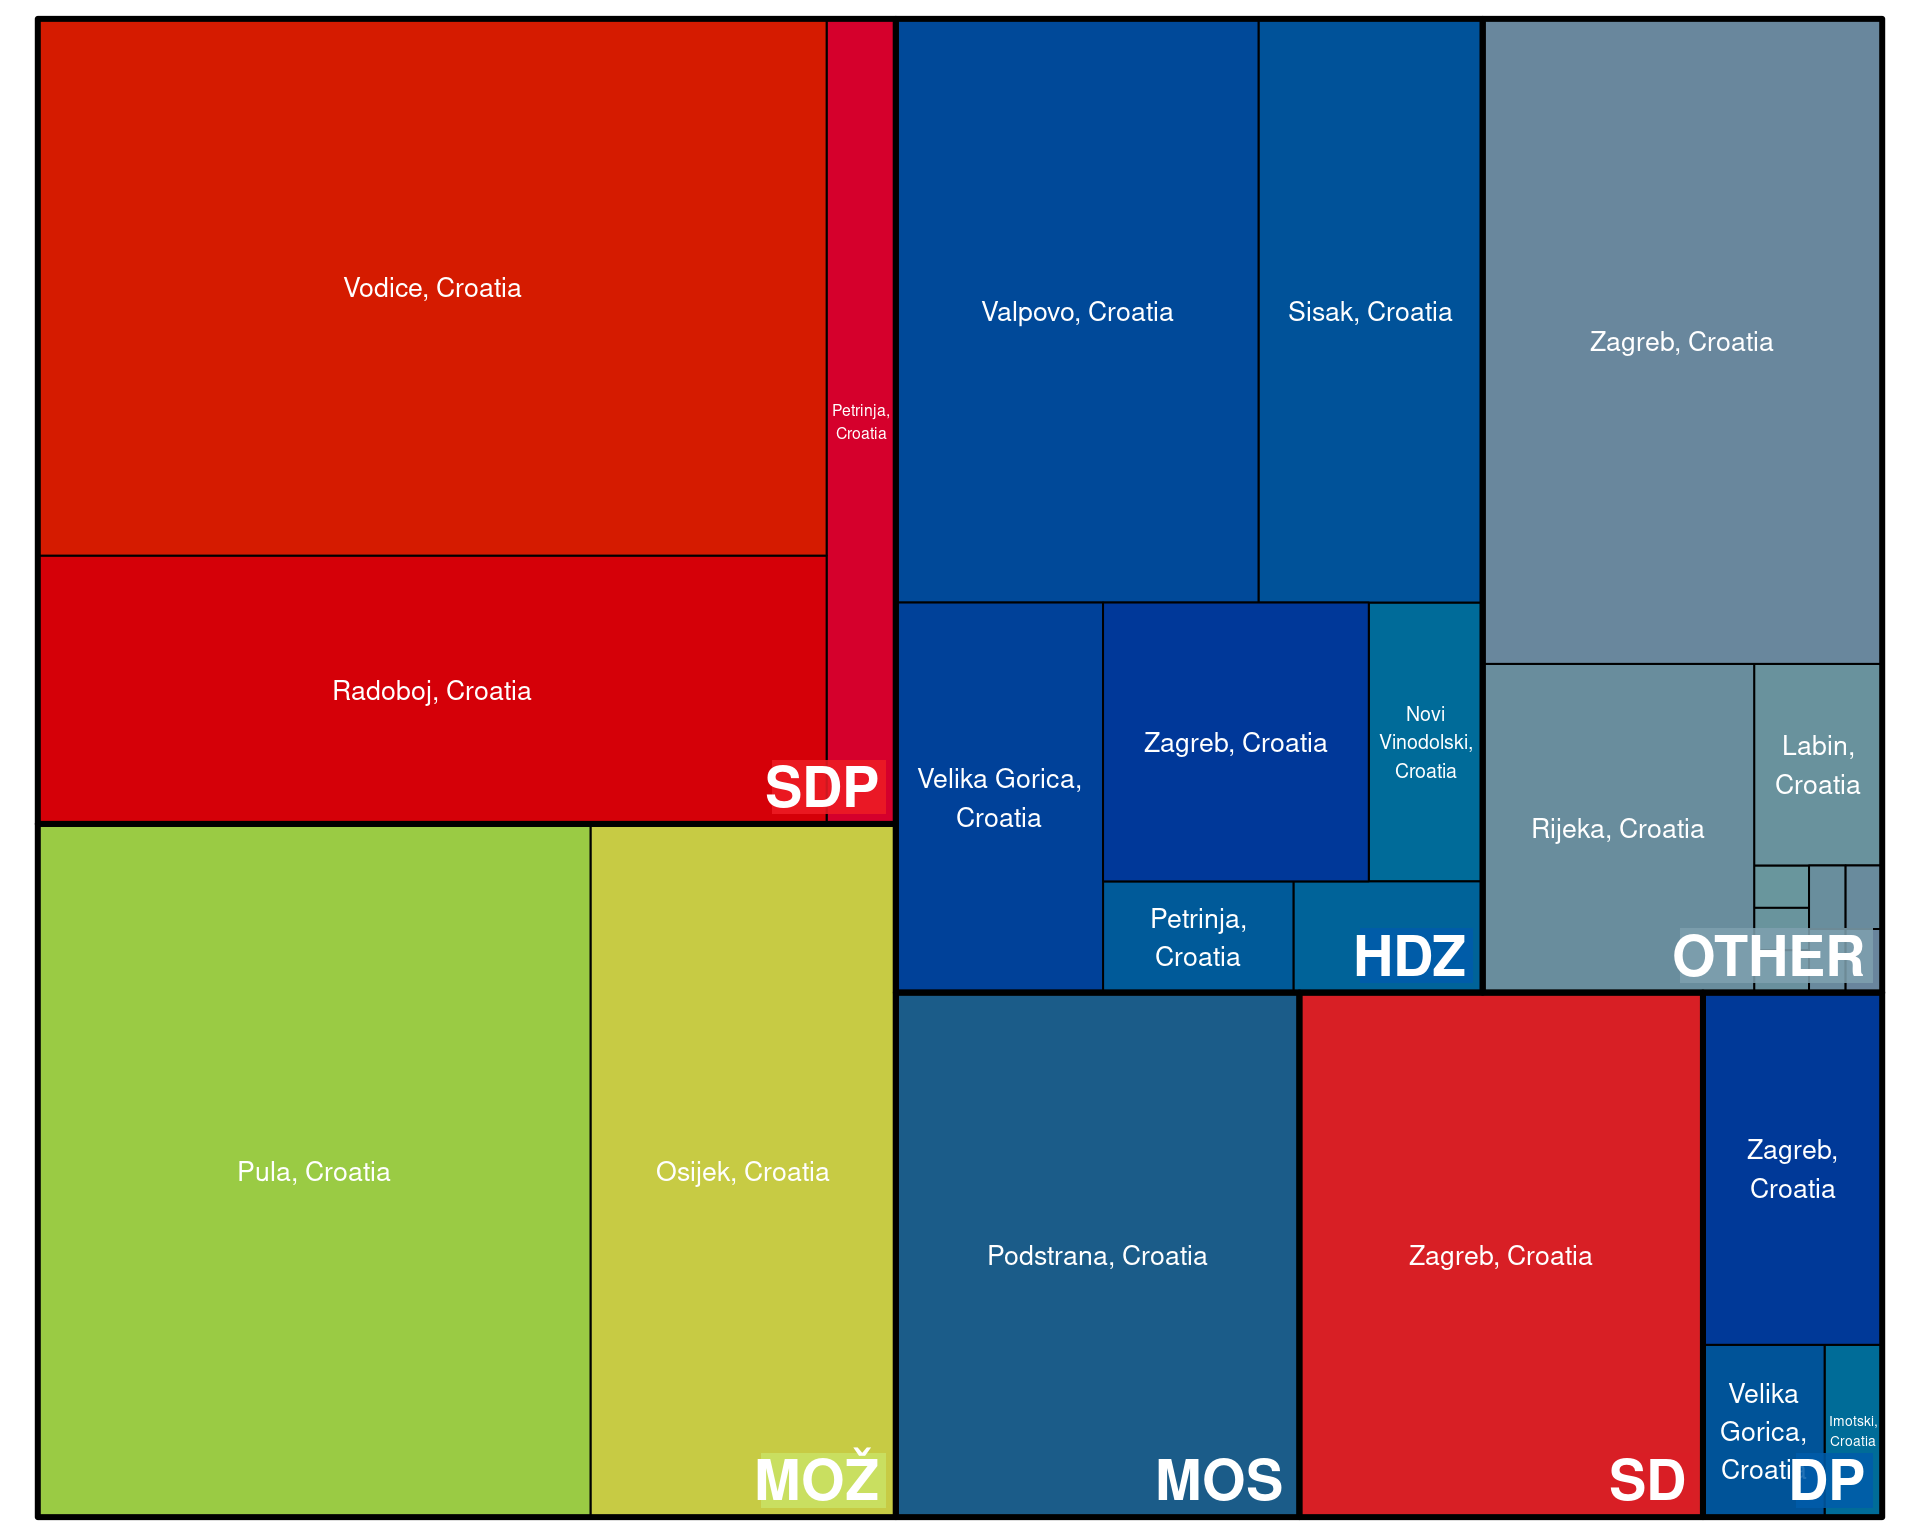 Vodice, Croatia
Petrinja,
Croatia
Radoboj, Croatia
SDP
Pula, Croatia
Osijek, Croatia
MOŽ
Valpovo, Croatia
Sisak, Croatia
Velika Gorica,
Croatia
Zagreb, Croatia
Novi
Vinodolski,
Croatia
Petrinja,
Croatia
HDZ
Zagreb, Croatia
Rijeka, Croatia
Labin,
Croatia
OTHER
Podstrana, Croatia
MOS
Zagreb, Croatia
SD
Zagreb,
Croatia
Velika
Gorica,
Croatia
Imotski,
Croatia
DP